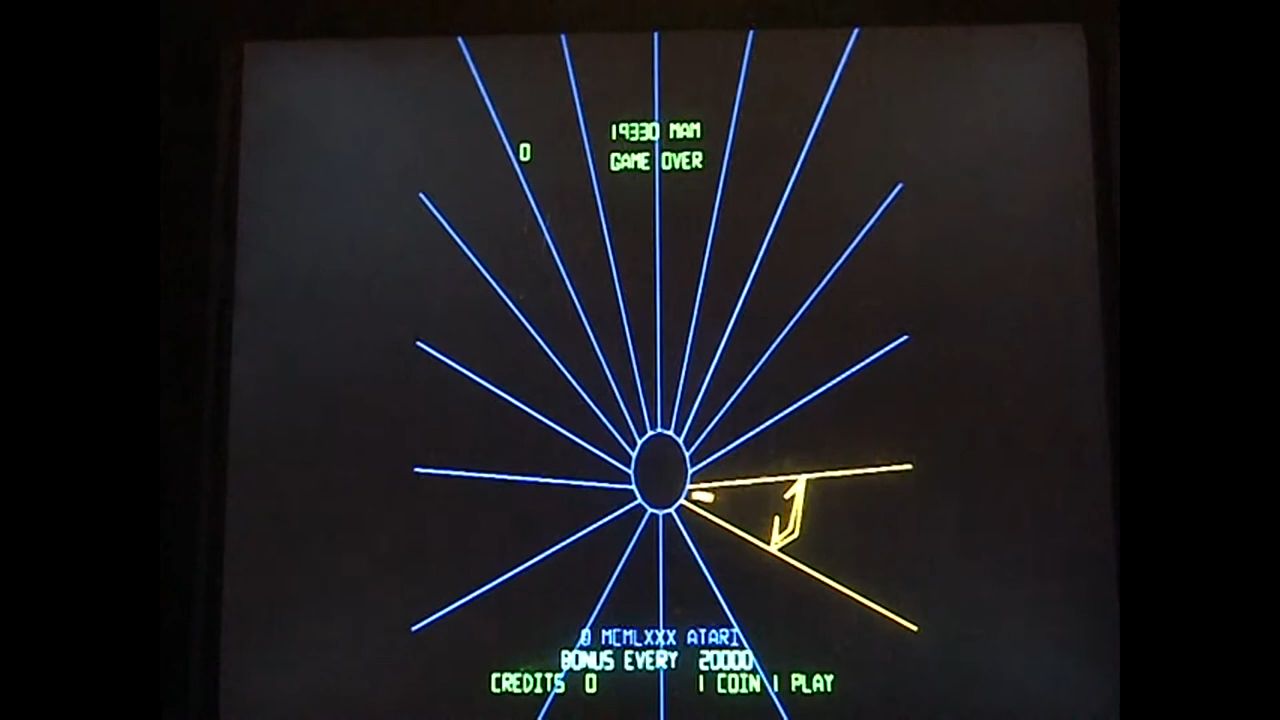 19330 MAM
0
GAME OVER
© MCMLXXX ATARI
BONUS EVERY 20000
CREDITS 0 1 COIN 1 PLAY